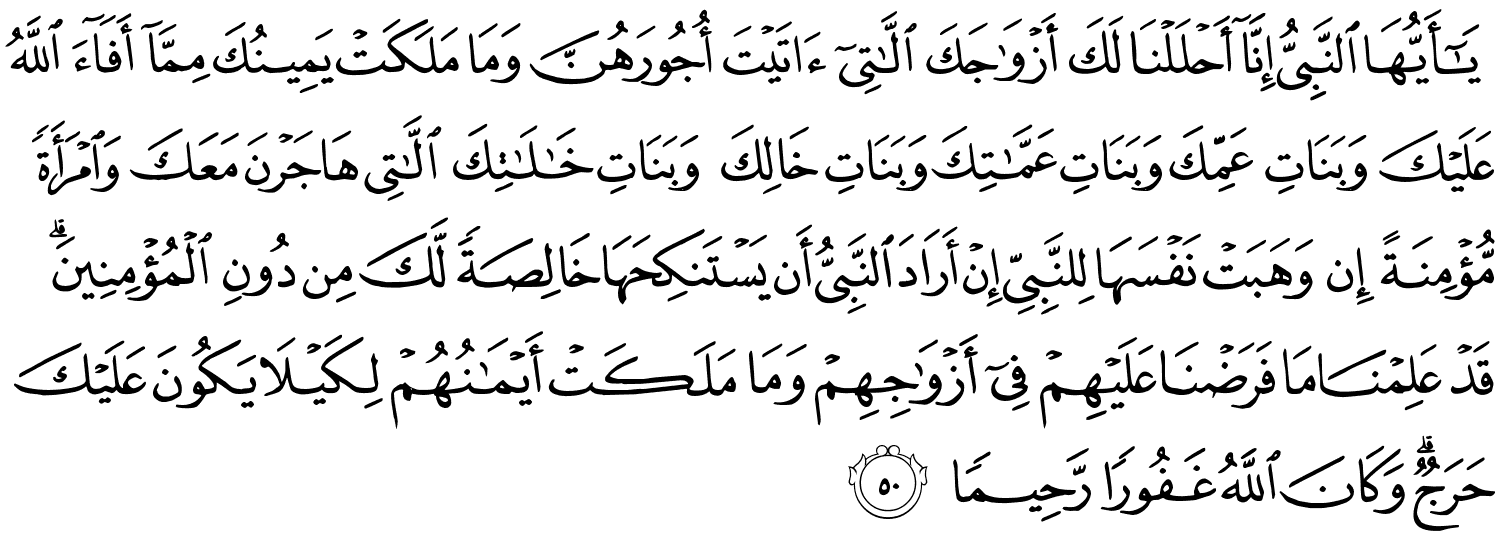 يَـٰٓأَيُّهَا ٱلنَّبِىُّ إِنَّآ أَحْلَلْنَا لَكَ أَزْوَٰجَكَ ٱلَّـٰتِىٓ ءَاتَيْتَ أُجُورَهُنَّ وَمَا مَلَكَتْ يَمِينُكَ مِمَّآ أَفَآءَ ٱللَّهُ
عَلَيْكَ وَبَنَاتِ عَمِّكَ وَبَنَاتِ عَمَّـٰتِكَ وَبَنَاتِ خَالِكَ وَبَنَاتِ خَـٰلَـٰتِكَ ٱلَّـٰتِى هَاجَرْنَ مَعَكَ وَٱمْرَأَةً
مُّؤْمِنَةً إِن وَهَبَتْ نَفْسَهَا لِلنَّبِىِّ إِنْ أَرَادَ ٱلنَّبِىُّ أَن يَسْتَنكِحَهَا خَالِصَةً لَّكَ مِن دُونِ ٱلْمُؤْمِنِينَ ۗ
قَدْ عَلِمْنَا مَا فَرَضْنَا عَلَيْهِمْ فِىٓ أَزْوَٰجِهِمْ وَمَا مَلَكَتْ أَيْمَـٰنُهُمْ لِكَيْلَا يَكُونَ عَلَيْكَ
حَرَجٌ ۗ وَكَانَ ٱللَّهُ غَفُورًا رَّحِيمًا ٥٠